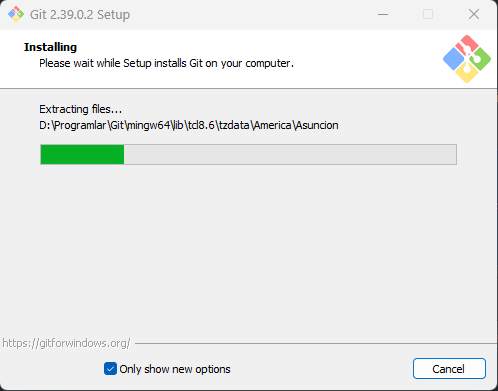 Git 2.39.0.2 Setup
Installing
Please wait while Setup installs Git on your computer.
Extracting files...
D:\Programlar\Git\mingw64\lib\tcl8.6\tzdata\America\Asuncion
https://gitforwindows.org/
Only show new options
Cancel